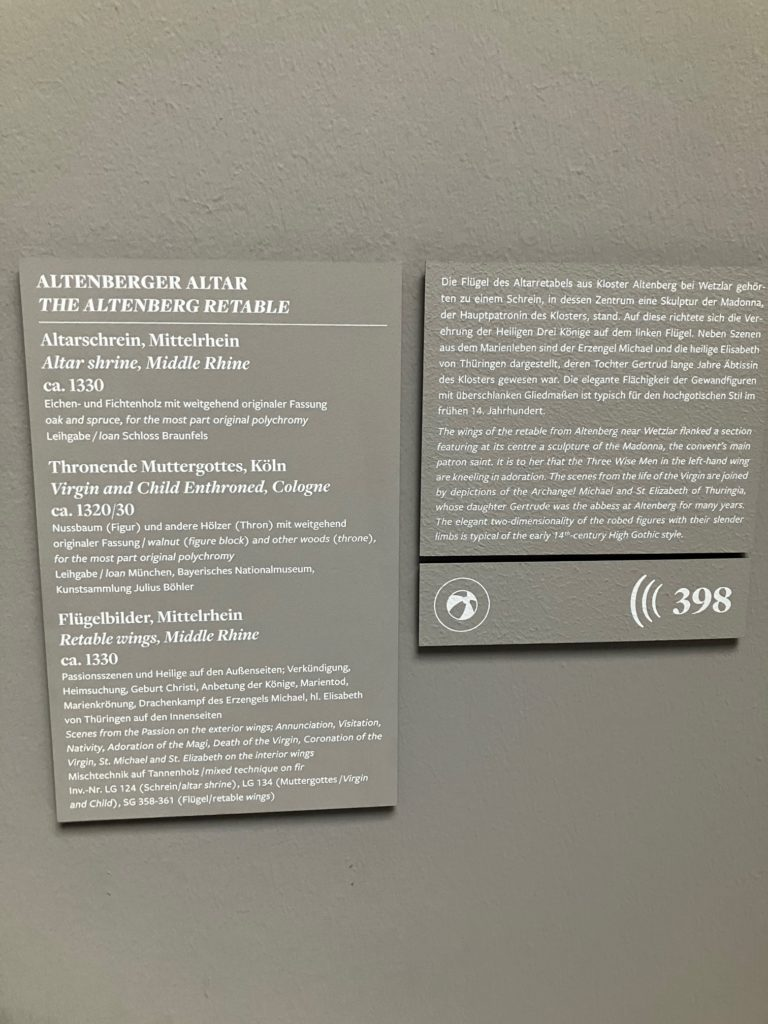 ALTENBERGER ALTAR
THE ALTENBERG RETABLE
Altarschrein, Mittelrhein
Altar shrine, Middle Rhine
ca. 1330
Eichen- und Fichtenholz mit weitgehend originaler Fassung
oak and spruce, for the most part original polychromy
Leihgabe / loan Schloss Braunfels
Thronende Muttergottes, Köln
Virgin and Child Enthroned, Cologne
ca. 1320/30
Nussbaum (Figur) und andere Hölzer (Thron) mit weitgehend
originaler Fassung / walnut (figure block) and other woods (throne),
for the most part original polychromy
Leihgabe / loan München, Bayerisches Nationalmuseum,
Kunstsammlung Julius Böhler
Flügelbilder, Mittelrhein
Retable wings, Middle Rhine
ca. 1330
Passionsszenen und Heilige auf den Außenseiten; Verkündigung,
Heimsuchung, Geburt Christi, Anbetung der Könige, Marientod,
Marienkrönung, Drachenkampf des Erzengels Michael, hl. Elisabeth
von Thüringen auf den Innenseiten
Scenes from the Passion on the exterior wings; Annunciation, Visitation,
Nativity, Adoration of the Magi, Death of the Virgin, Coronation of the
Virgin, St. Michael and St. Elizabeth on the interior wings
Mischtechnik auf Tannenholz / mixed technique on fir
Inv.-Nr. LG 124 (Schrein/altar shrine), LG 134 (Muttergottes / Virgin
and Child), SG 358-361 (Flügel/retable wings)
Die Flügel des Altarretabels aus Kloster Altenberg bei Wetzlar gehör-
ten zu einem Schrein, in dessen Zentrum eine Skulptur der Madonna,
der Hauptpatronin des Klosters, stand. Auf diese richtete sich die Ver-
ehrung der Heiligen Drei Könige auf dem linken Flügel. Neben Szenen
aus dem Marienleben sind der Erzengel Michael und die heilige Elisabeth
von Thüringen dargestellt, deren Tochter Gertrud lange Jahre Äbtissin
des Klosters gewesen war. Die elegante Flächigkeit der Gewandfiguren
mit überschlanken Gliedmaßen ist typisch für den hochgotischen Stil im
frühen 14. Jahrhundert.
The wings of the retable from Altenberg near Wetzlar flanked a section
featuring at its centre a sculpture of the Madonna, the convent's main
patron saint. It is to her that the Three Wise Men in the left-hand wing
are kneeling in adoration. The scenes from the life of the Virgin are joined
by depictions of the Archangel Michael and St Elizabeth of Thuringia,
whose daughter Gertrude was the abbess at Altenberg for many years.
The elegant two-dimensionality of the robed figures with their slender
limbs is typical of the early 14th-century High Gothic style.
398